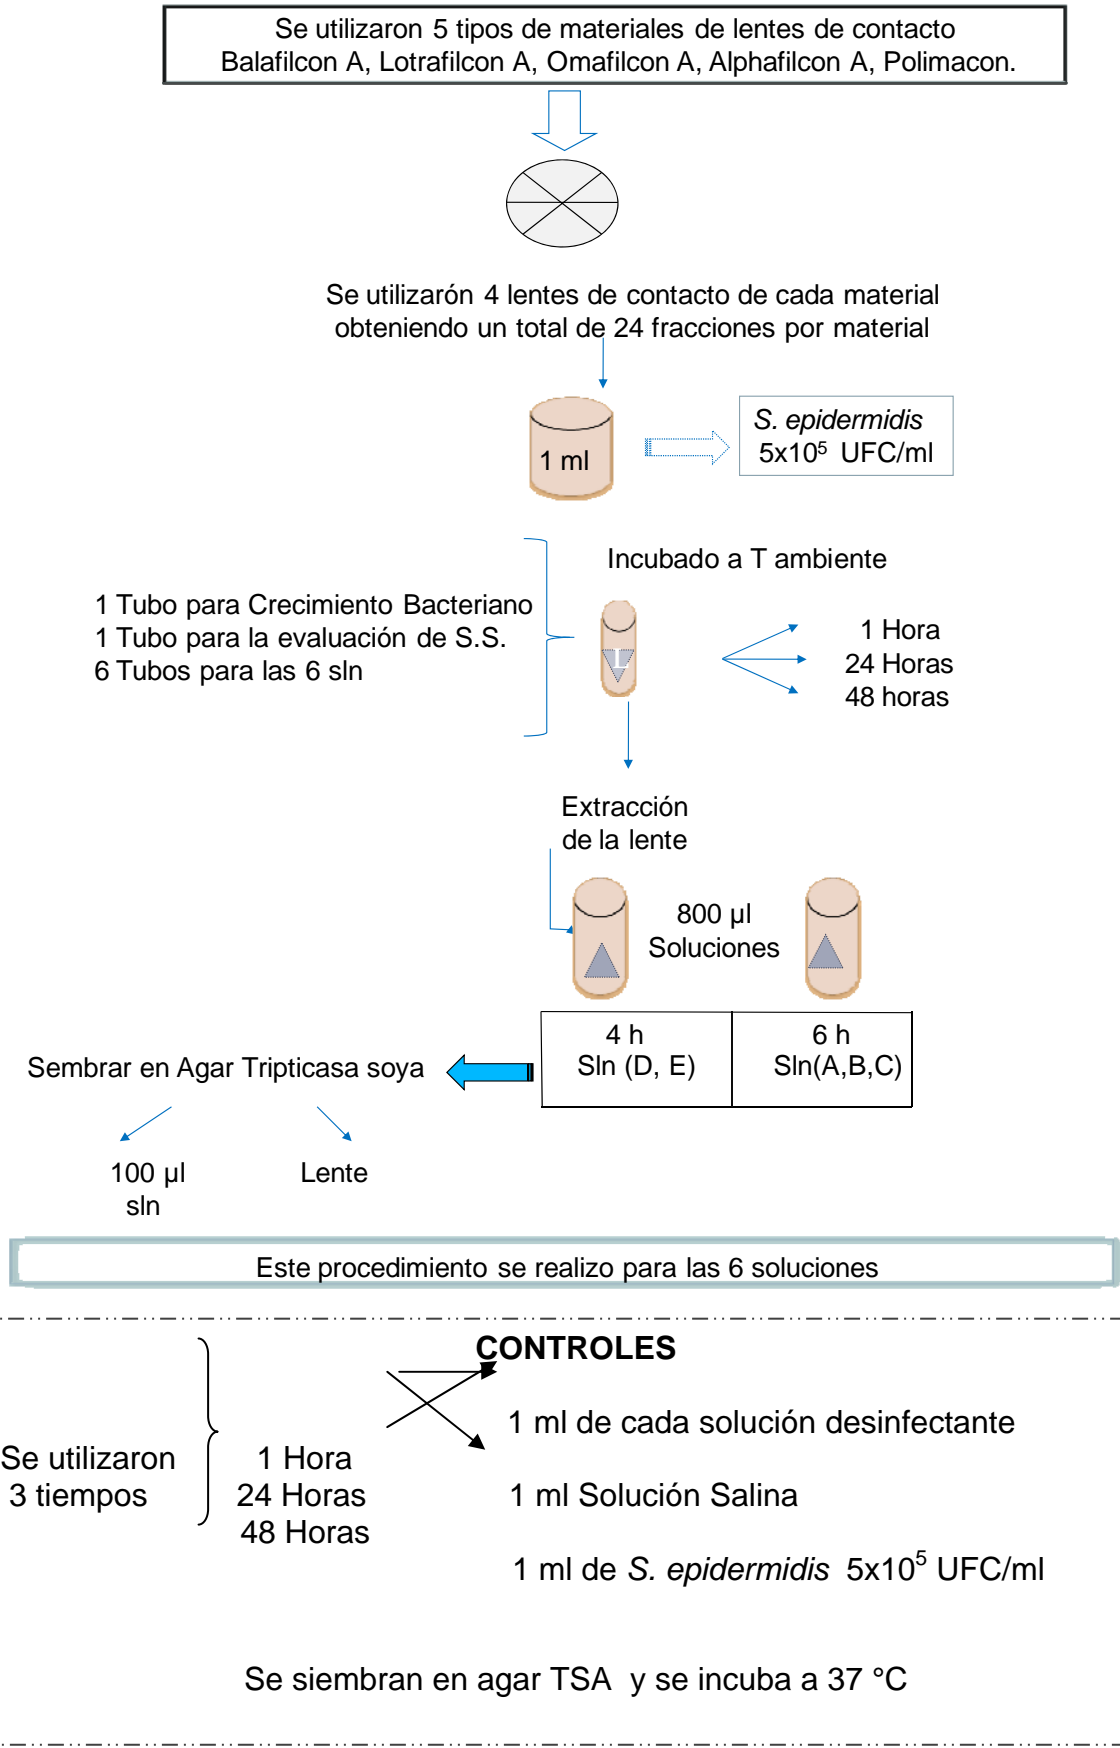 Se utilizaron 5 tipos de materiales de lentes de contacto
Balafilcon A, Lotrafilcon A, Omafilcon A, Alphafilcon A, Polimacon.
Se utilizarón 4 lentes de contacto de cada material
obteniendo un total de 24 fracciones por material
1 ml
S. epidermidis
5x10⁵ UFC/ml
Incubado a T ambiente
1 Tubo para Crecimiento Bacteriano
1 Tubo para la evaluación de S.S.
6 Tubos para las 6 sln
L
1 Hora
24 Horas
48 horas
Extracción
de la lente
800 µl
Soluciones
4 h
Sln (D, E)
6 h
Sln(A,B,C)
Sembrar en Agar Tripticasa soya
100 µl
sln
Lente
Este procedimiento se realizo para las 6 soluciones
CONTROLES
Se utilizaron
3 tiempos
1 Hora
24 Horas
48 Horas
1 ml de cada solución desinfectante
1 ml Solución Salina
1 ml de S. epidermidis 5x10⁵ UFC/ml
Se siembran en agar TSA y se incuba a 37 °C